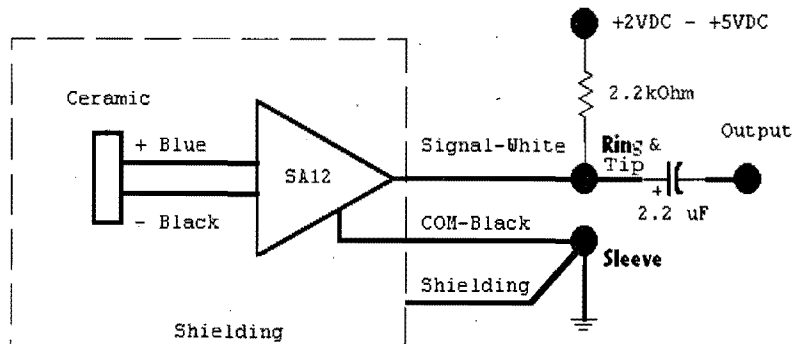 +2VDC - +5VDC
Ceramic
2.2kOhm
+ Blue
Signal-White
Ring &
Tip
Output
SA12
+
2.2 uF
- Black
COM-Black
Sleeve
Shielding
Shielding